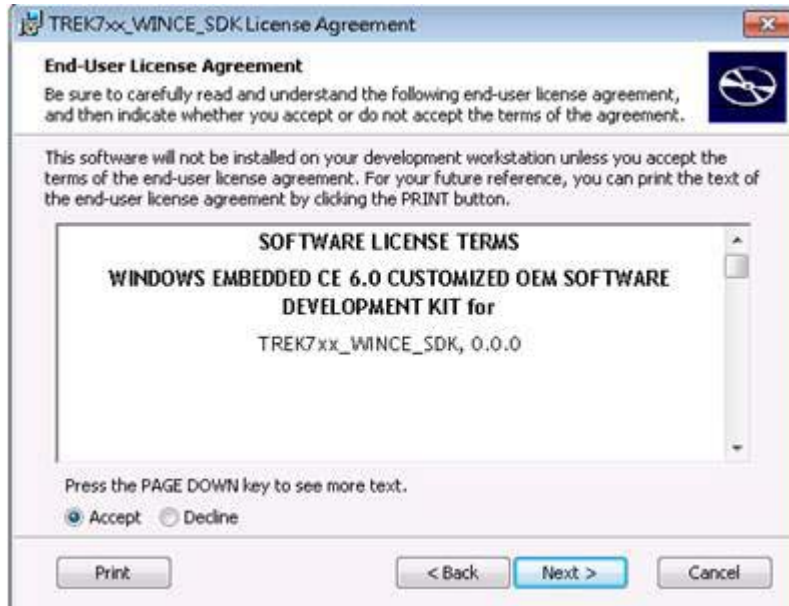 TREK7xx_WINCE_SDK License Agreement
End-User License Agreement
Be sure to carefully read and understand the following end-user license agreement,
and then indicate whether you accept or do not accept the terms of the agreement.
This software will not be installed on your development workstation unless you accept the
terms of the end-user license agreement. For your future reference, you can print the text of
the end-user license agreement by clicking the PRINT button.
SOFTWARE LICENSE TERMS
WINDOWS EMBEDDED CE 6.0 CUSTOMIZED OEM SOFTWARE
DEVELOPMENT KIT for
TREK7xx_WINCE_SDK, 0.0.0
Press the PAGE DOWN key to see more text.
Accept Decline
Print < Back Next > Cancel